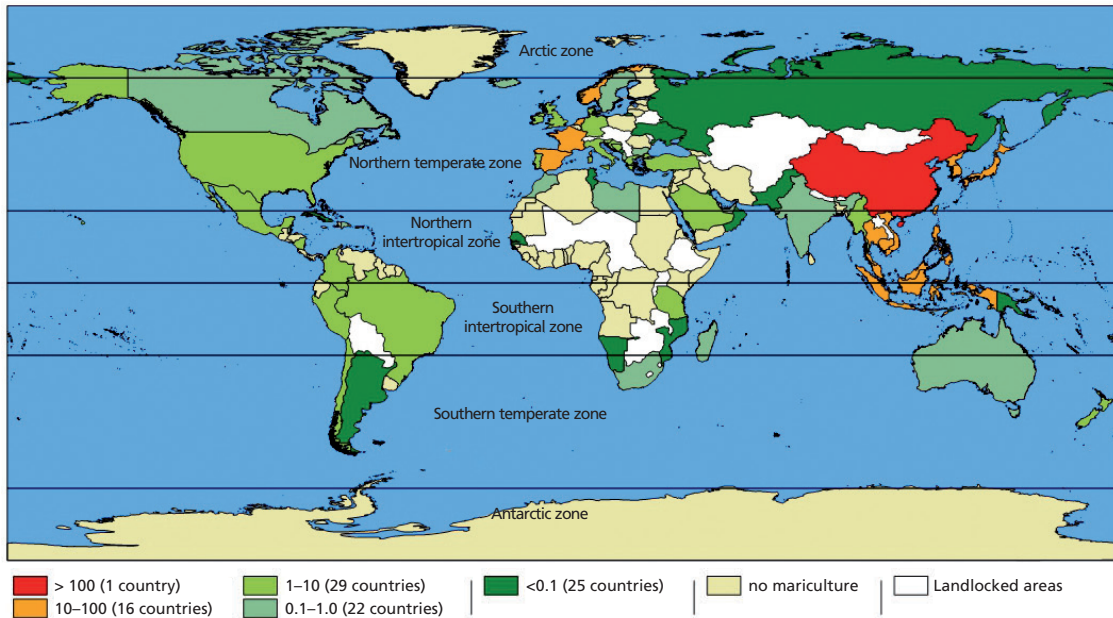 Arctic zone
Northern temperate zone
Northern
intertropical zone
Southern
intertropical zone
Southern temperate zone
Antarctic zone
> 100 (1 country)
1–10 (29 countries)
<0.1 (25 countries)
no mariculture
Landlocked areas
10–100 (16 countries)
0.1–1.0 (22 countries)